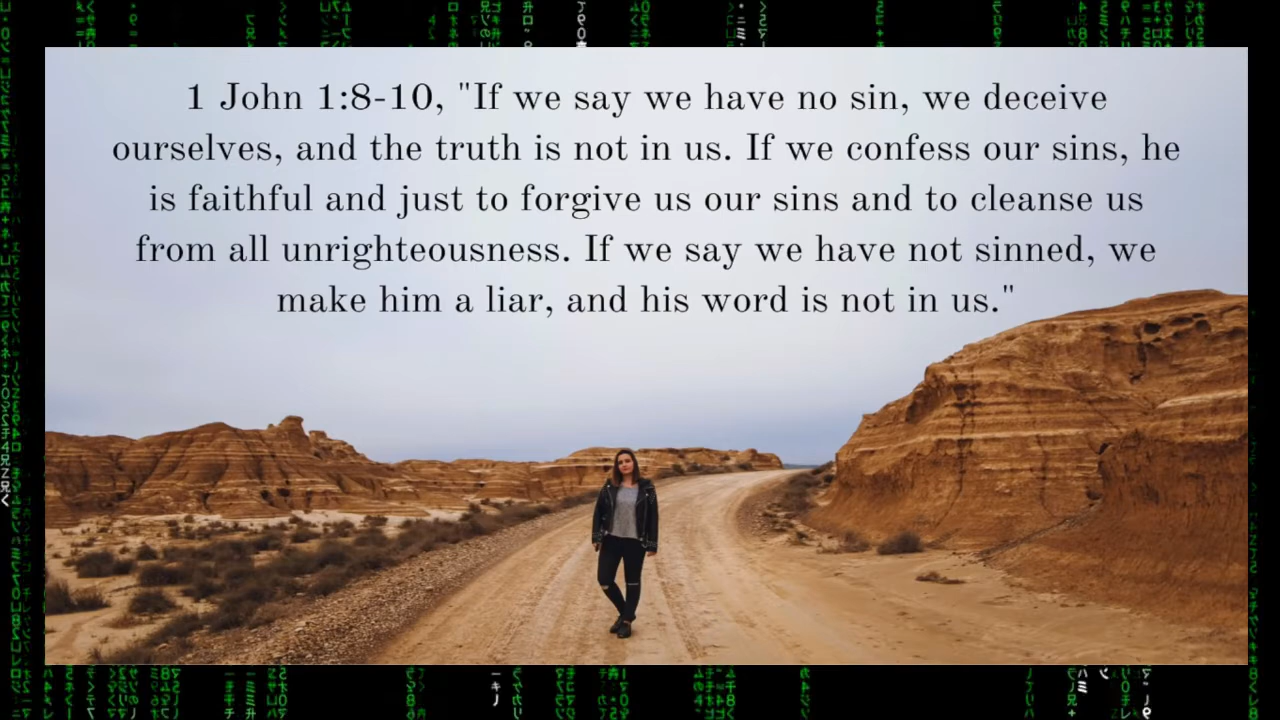 1 John 1:8-10, "If we say we have no sin, we deceive
ourselves, and the truth is not in us. If we confess our sins, he
is faithful and just to forgive us our sins and to cleanse us
from all unrighteousness. If we say we have not sinned, we
make him a liar, and his word is not in us."